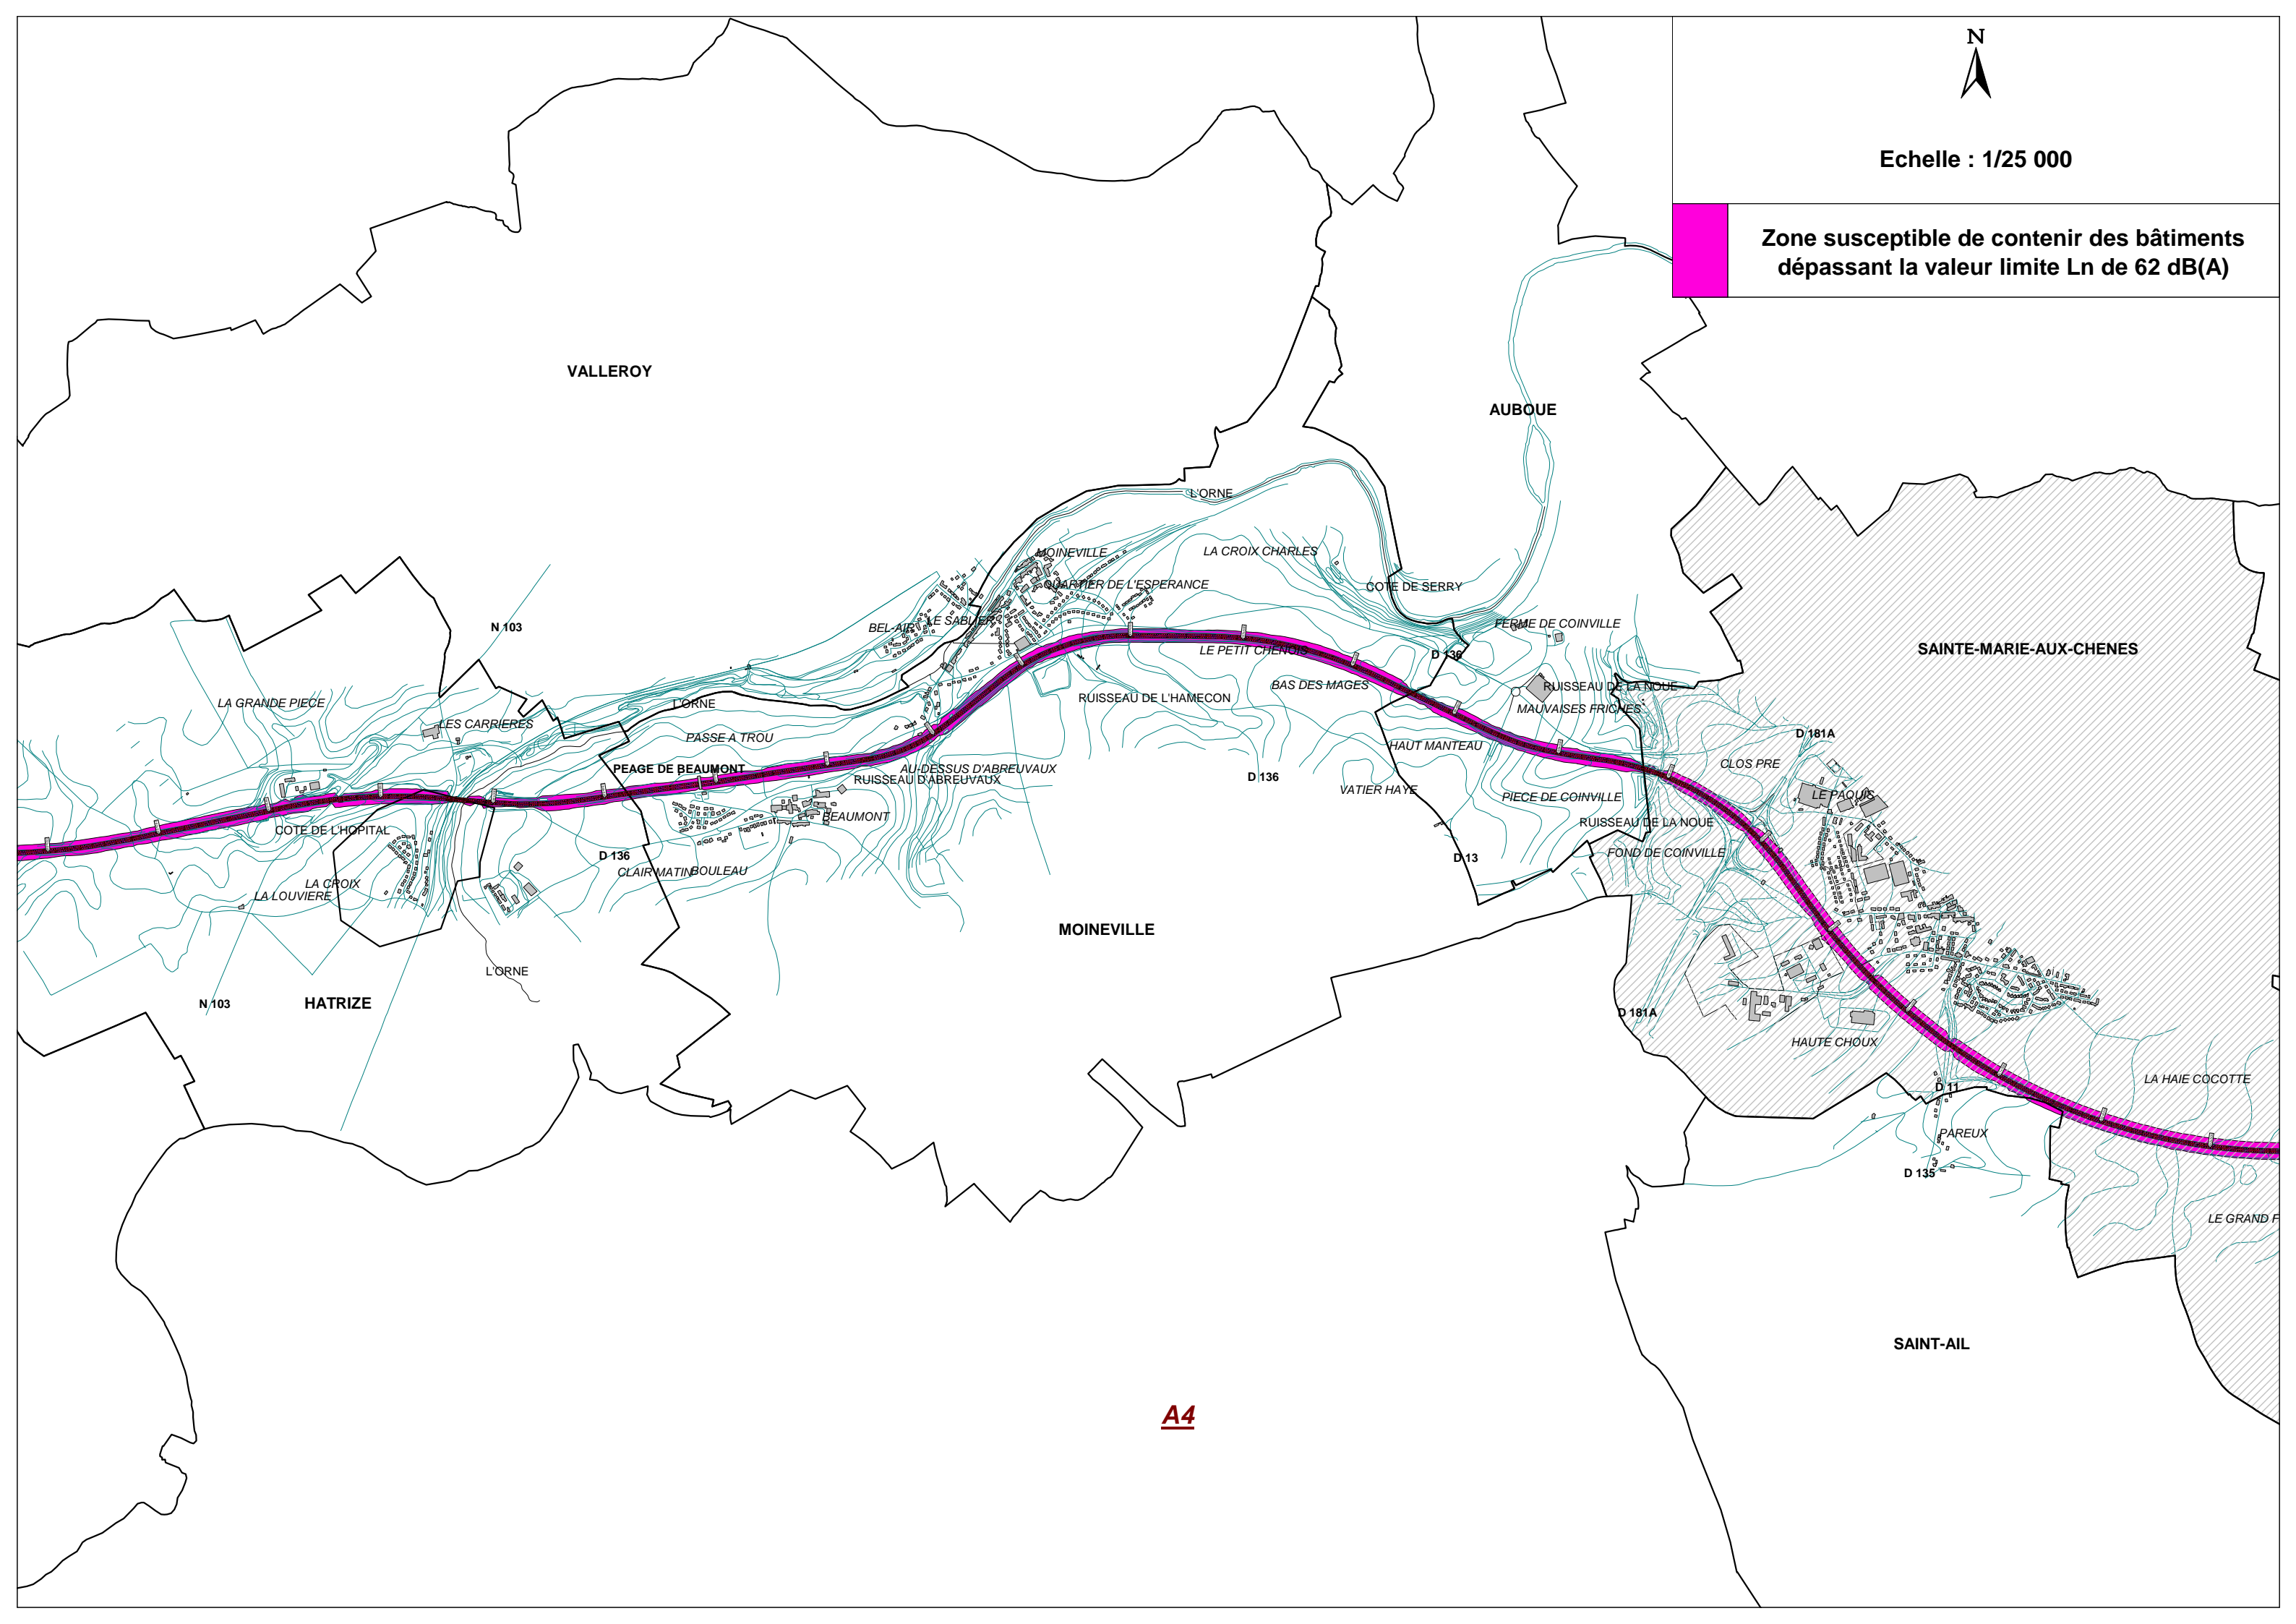 N
Echelle : 1/25 000
Zone susceptible de contenir des bâtiments
dépassant la valeur limite Ln de 62 dB(A)
VALLEROY
AUBOUE
L'ORNE
MOINEVILLE
LA CROIX CHARLES
QUARTIER DE L'ESPERANCE
COTE DE SERRY
N 103
BEL-AIR
LE SABLIER
FERME DE COINVILLE
LE PETIT CHENOIS
D 136
SAINTE-MARIE-AUX-CHENES
BAS DES MAGES
RUISSEAU DE LA NOUE
RUISSEAU DE L'HAMECON
LA GRANDE PIECE
L'ORNE
MAUVAISES FRICHES
LES CARRIERES
PASSE A TROU
HAUT MANTEAU
D 181A
PEAGE DE BEAUMONT
AU-DESSUS D'ABREUVAUX
RUISSEAU D'ABREUVAUX
D 136
CLOS PRE
VATIER HAYE
PIECE DE COINVILLE
LE PAQUIS
COTE DE L'HOPITAL
BEAUMONT
RUISSEAU DE LA NOUE
D 136
D 13
FOND DE COINVILLE
CLAIR MATIN
BOULEAU
LA CROIX
LA LOUVIERE
MOINEVILLE
L'ORNE
N 103
HATRIZE
D 181A
HAUTE CHOUX
LA HAIE COCOTTE
D 11
PAREUX
D 135
LE GRAND F
SAINT-AIL
A4